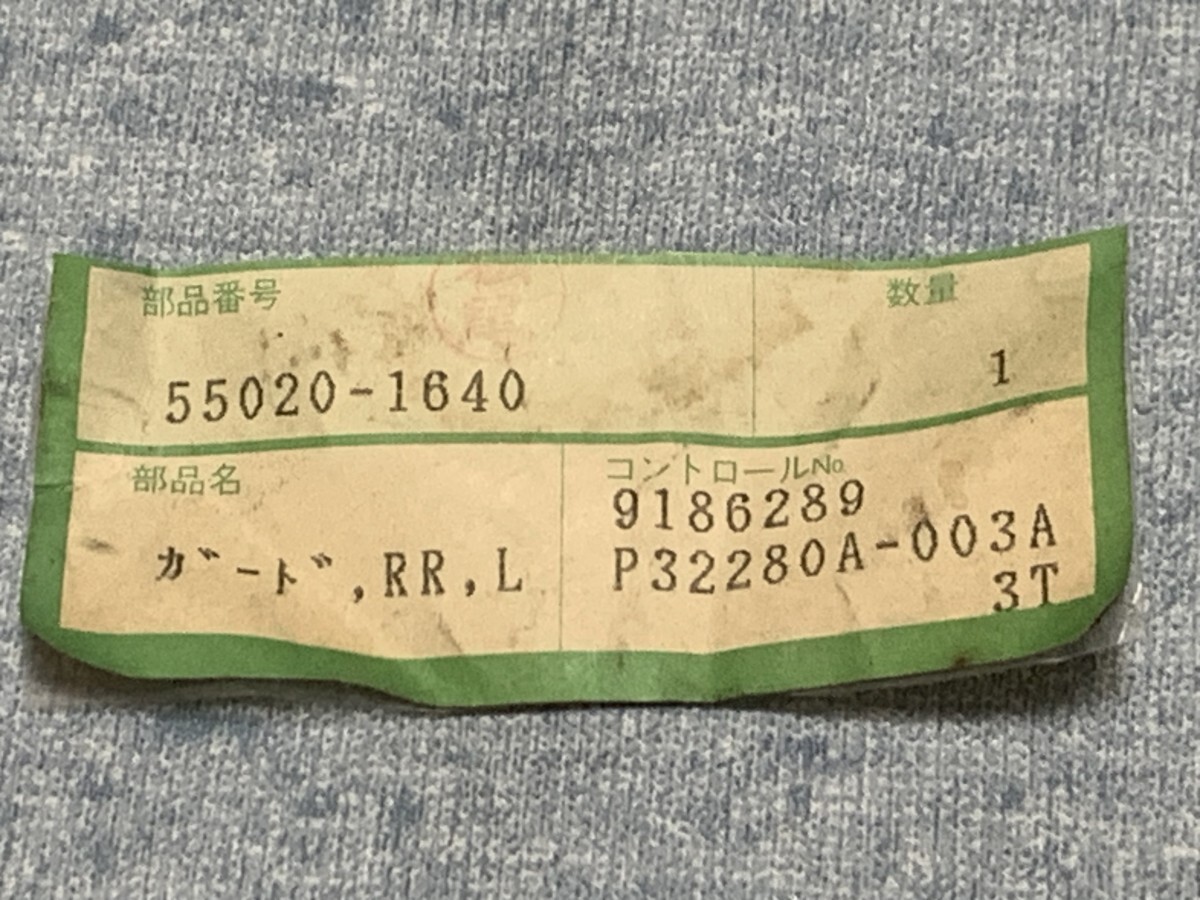 部品番号
数量
55020-1640
1
部品名
コントロールNo.
9186289
ガード,RR,L
P32280A-003A
3T